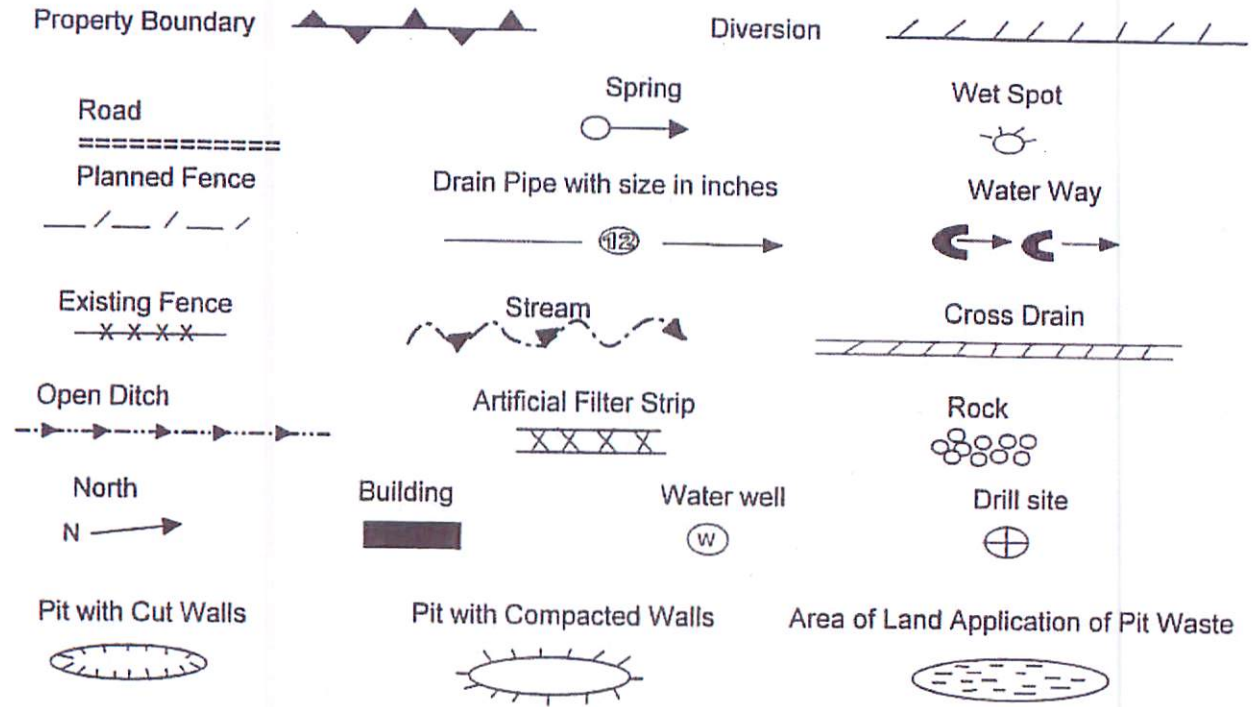 Property Boundary
Diversion
Road
Spring
Wet Spot
Planned Fence
Drain Pipe with size in inches
Water Way
12
Existing Fence
Stream
Cross Drain
X X X X
Open Ditch
Artificial Filter Strip
Rock
X X X X
North
Building
Water well
Drill site
N
W
Pit with Cut Walls
Pit with Compacted Walls
Area of Land Application of Pit Waste